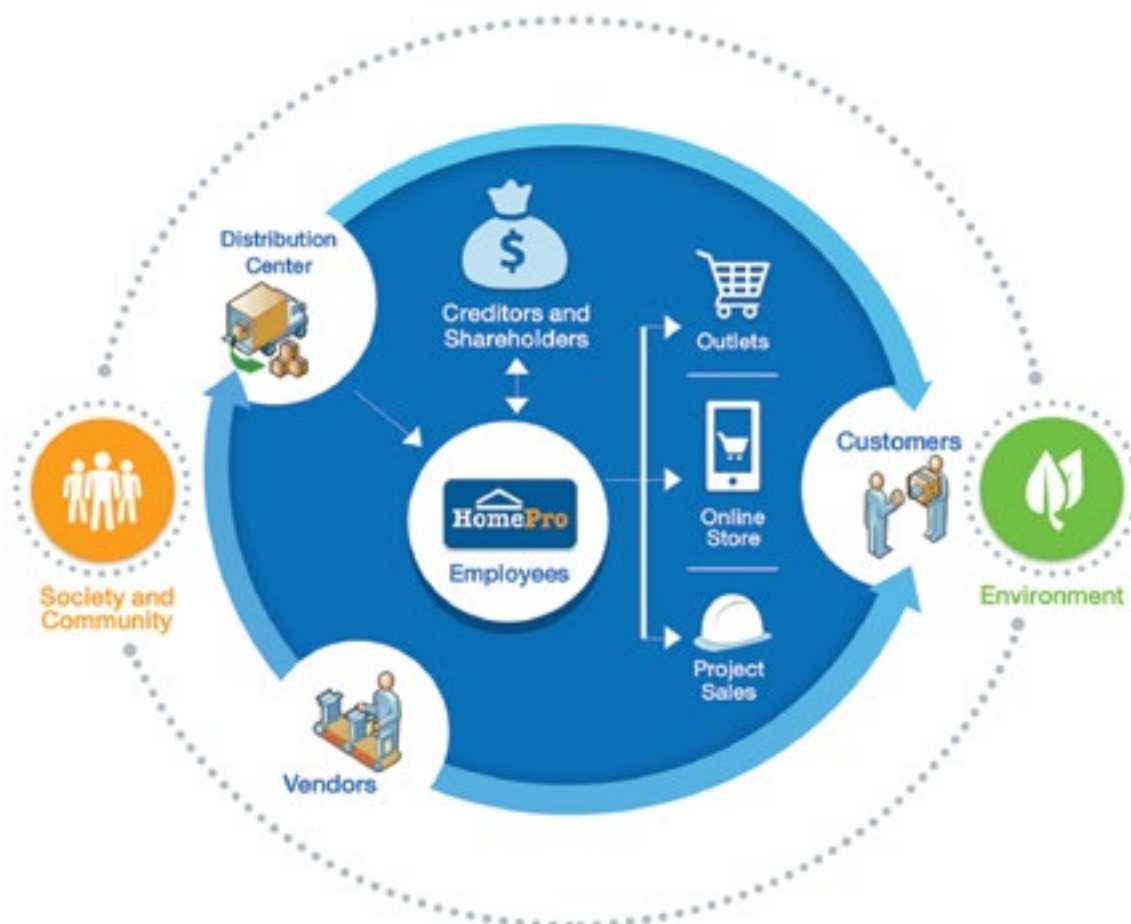 Distribution
Center
$
Creditors and
Shareholders
Outlets
Customers
HomePro
Employees
Online
Store
Society and
Community
Environment
Project
Sales
Vendors